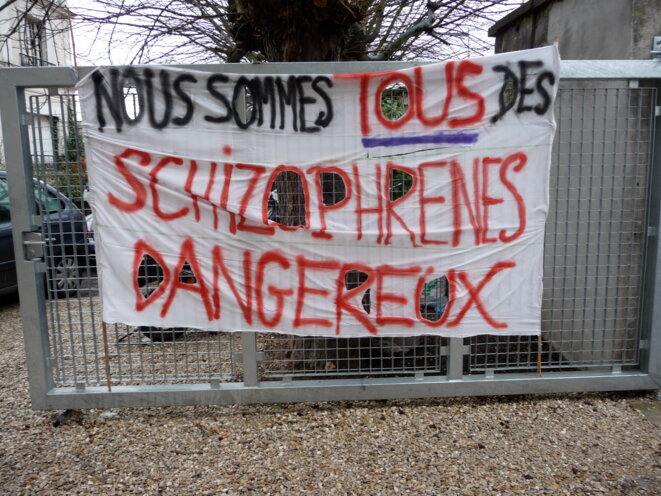 NOUS SOMMES TOUS DES
SCHIZOPHRENES
DANGEREUX